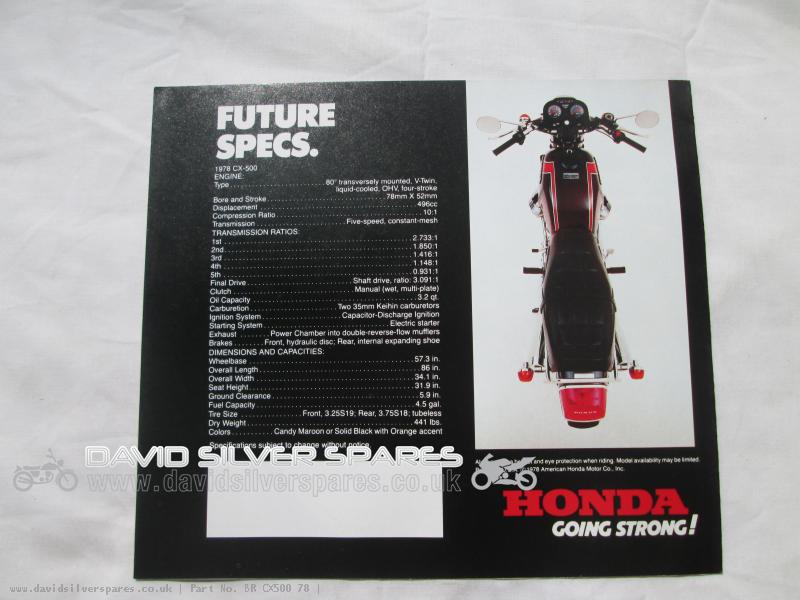 FUTURE
SPECS.
1978 CX-500
ENGINE:
Type ........ 80° transversely mounted, V-Twin,
liquid-cooled, OHV, four-stroke
Bore and Stroke ........ 78mm X 52mm
Displacement ........ 496cc
Compression Ratio ........ 10:1
Transmission ........ Five-speed, constant-mesh
TRANSMISSION RATIOS:
1st ........ 2.733:1
2nd ........ 1.850:1
3rd ........ 1.416:1
4th ........ 1.148:1
5th ........ 0.931:1
Final Drive ........ Shaft drive, ratio: 3.091:1
Clutch ........ Manual (wet, multi-plate)
Oil Capacity ........ 3.2 qt.
Carburetion ........ Two 35mm Keihin carburetors
Ignition System ........ Capacitor-Discharge Ignition
Starting System ........ Electric starter
Exhaust ........ Power Chamber into double-reverse-flow mufflers
Brakes ........ Front, hydraulic disc; Rear, internal expanding shoe
DIMENSIONS AND CAPACITIES:
Wheelbase ........ 57.3 in.
Overall Length ........ 86 in.
Overall Width ........ 34.1 in.
Seat Height ........ 31.9 in.
Ground Clearance ........ 5.9 in.
Fuel Capacity ........ 4.5 gal.
Tire Size ........ Front, 3.25S19; Rear, 3.75S18; tubeless
Dry Weight ........ 441 lbs.
Colors ........ Candy Maroon or Solid Black with Orange accent
Specifications subject to change without notice.
and eye protection when riding. Model availability may be limited.
1978 American Honda Motor Co., Inc.
HONDA
GOING STRONG!
DAVID SILVER SPARES
www.davidsilverspares.co.uk
www.davidsilverspares.co.uk | Part No. BR CX500 78 |